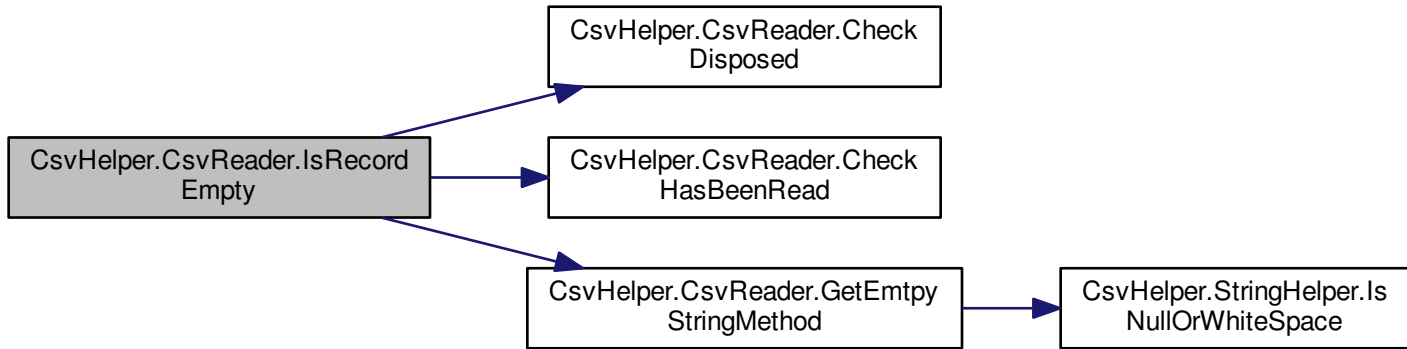 CsvHelper.CsvReader.IsRecord
Empty
CsvHelper.CsvReader.Check
Disposed
CsvHelper.CsvReader.Check
HasBeenRead
CsvHelper.CsvReader.GetEmtpy
StringMethod
CsvHelper.StringHelper.Is
NullOrWhiteSpace